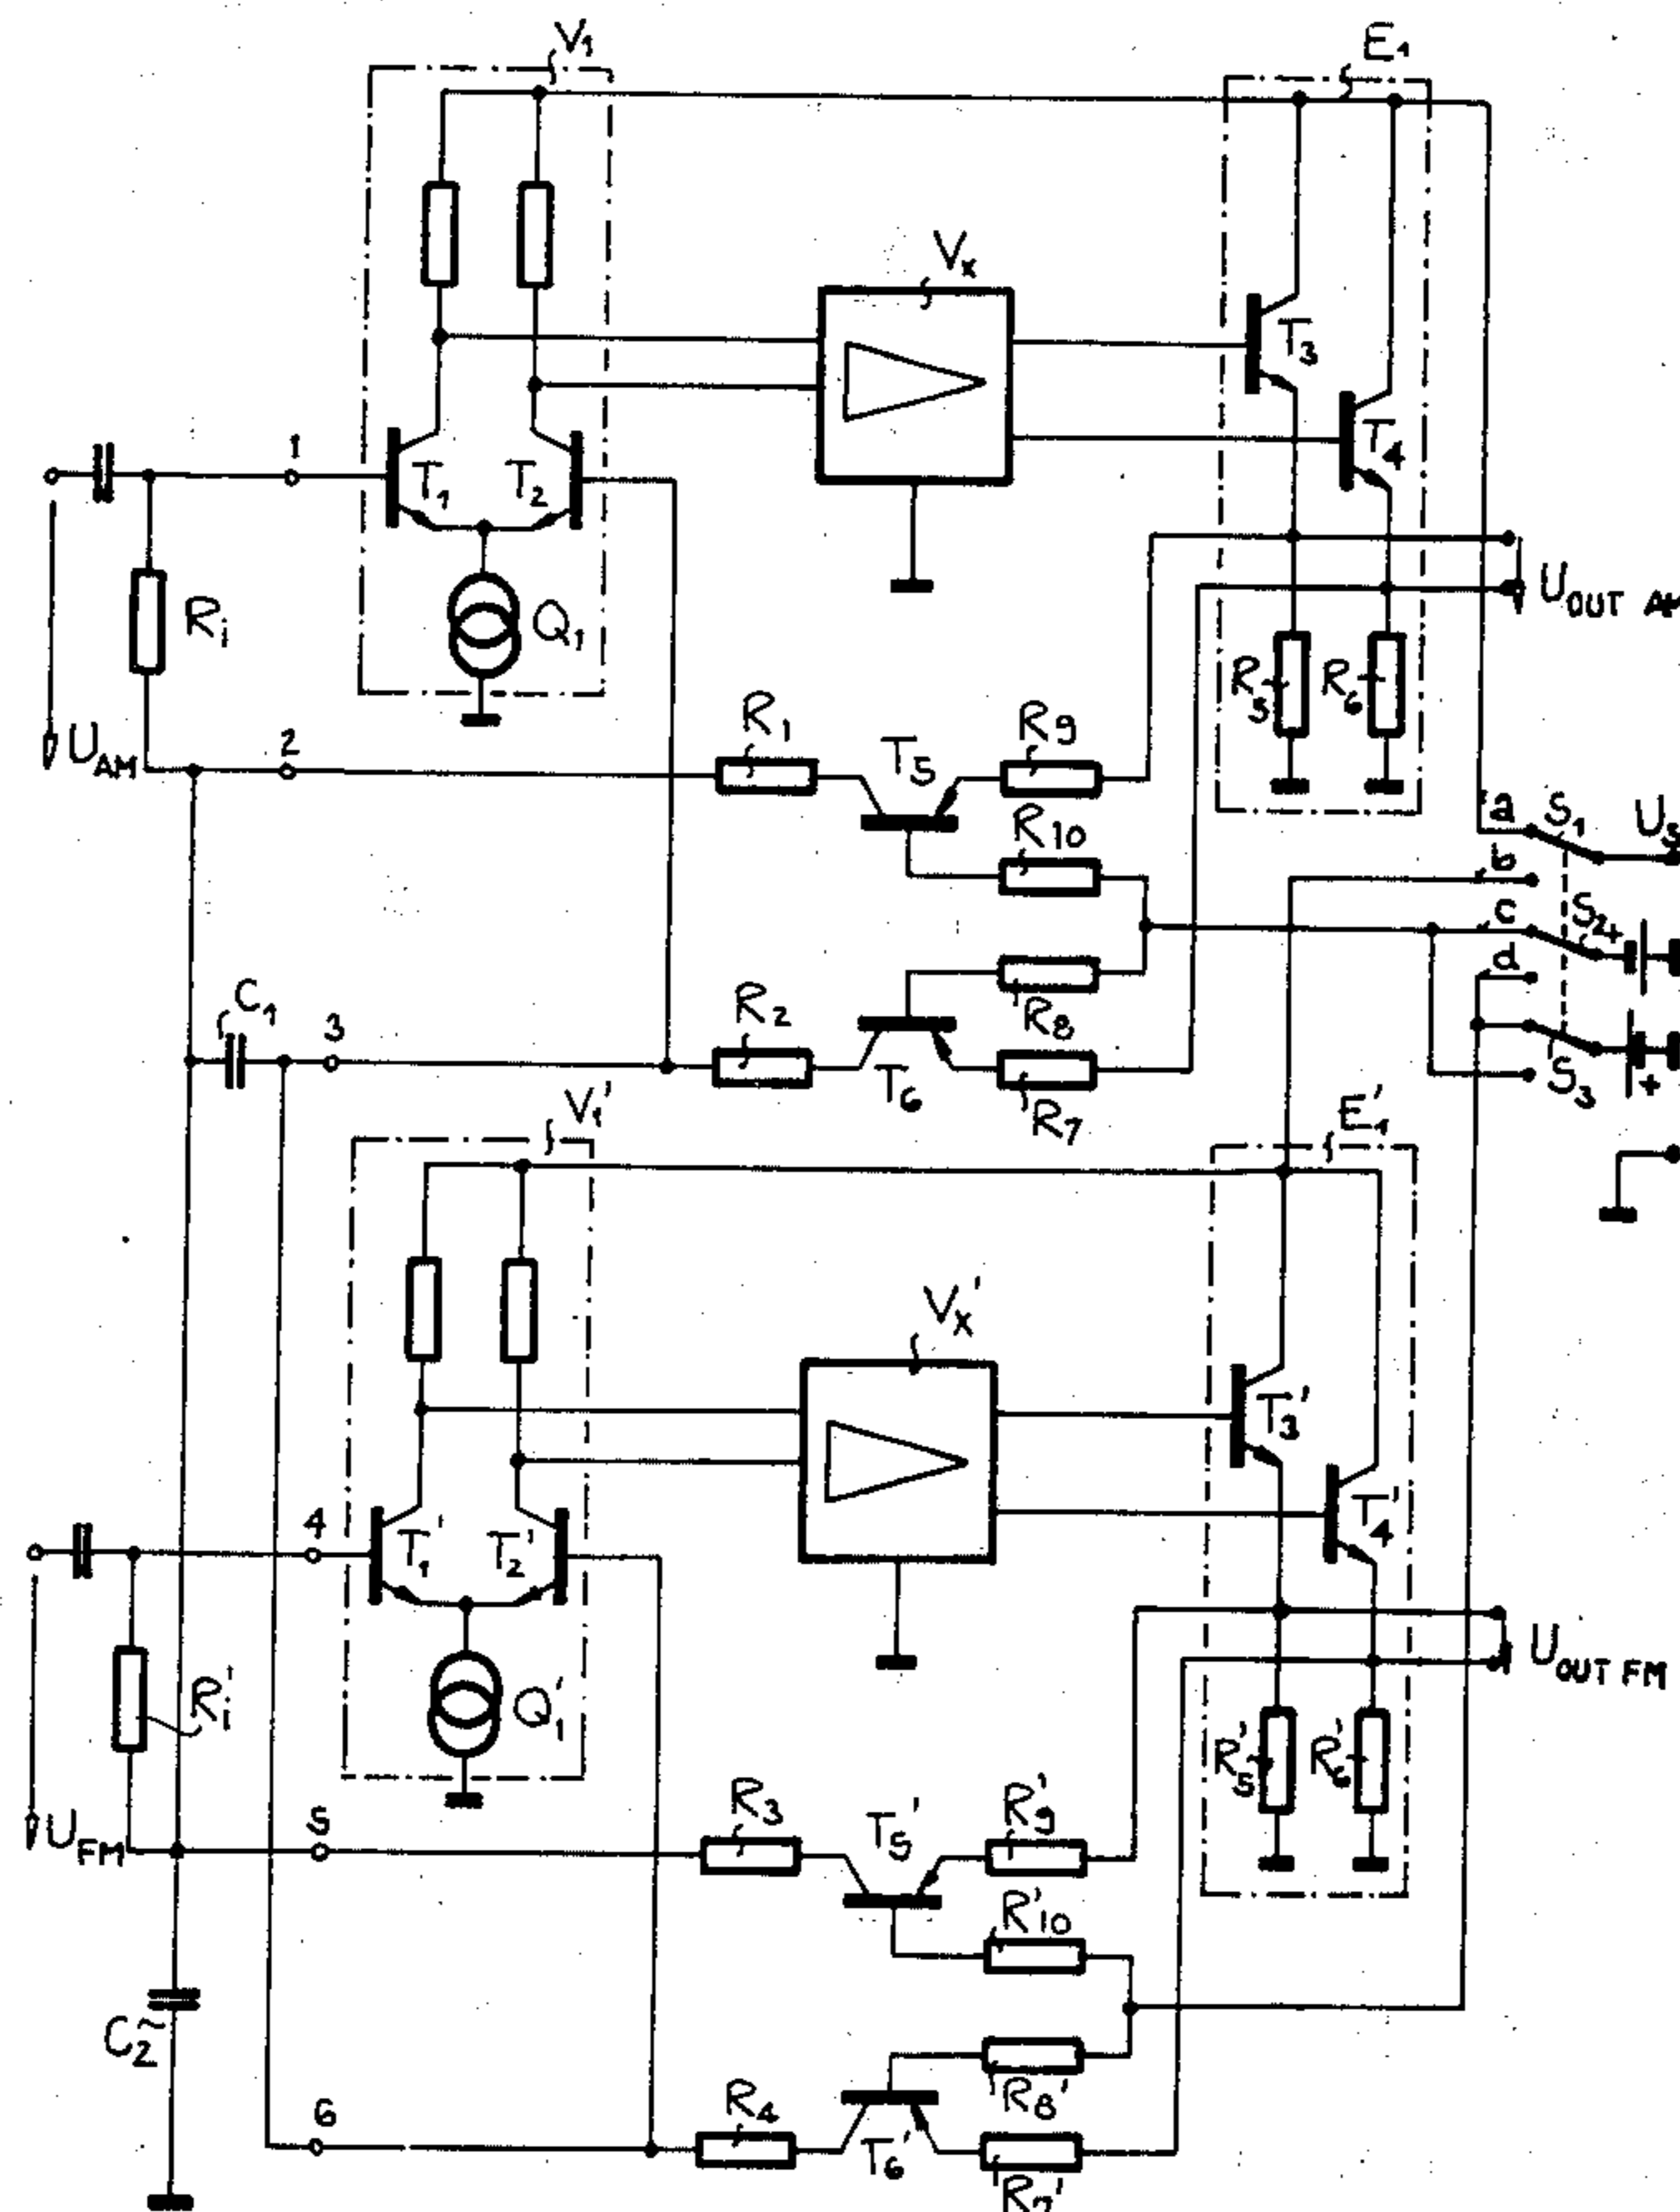 V1
E1
Vx
T3
T4
1
T1
T2
Ri
Q1
UOUT AM
R5
R6
UAM
2
R1
T5
R9
R10
a
S1
US
b
c
S2
+
d
C1
3
R2
R8
T6
R7
S3
+
V1'
E1'
Vx'
T3'
T4'
4
T1'
T2'
Ri'
Q1'
UOUT FM
R5'
R6'
UFM
5
R3
T5'
R9'
R10'
C2
R8'
6
R4
T6'
R7'